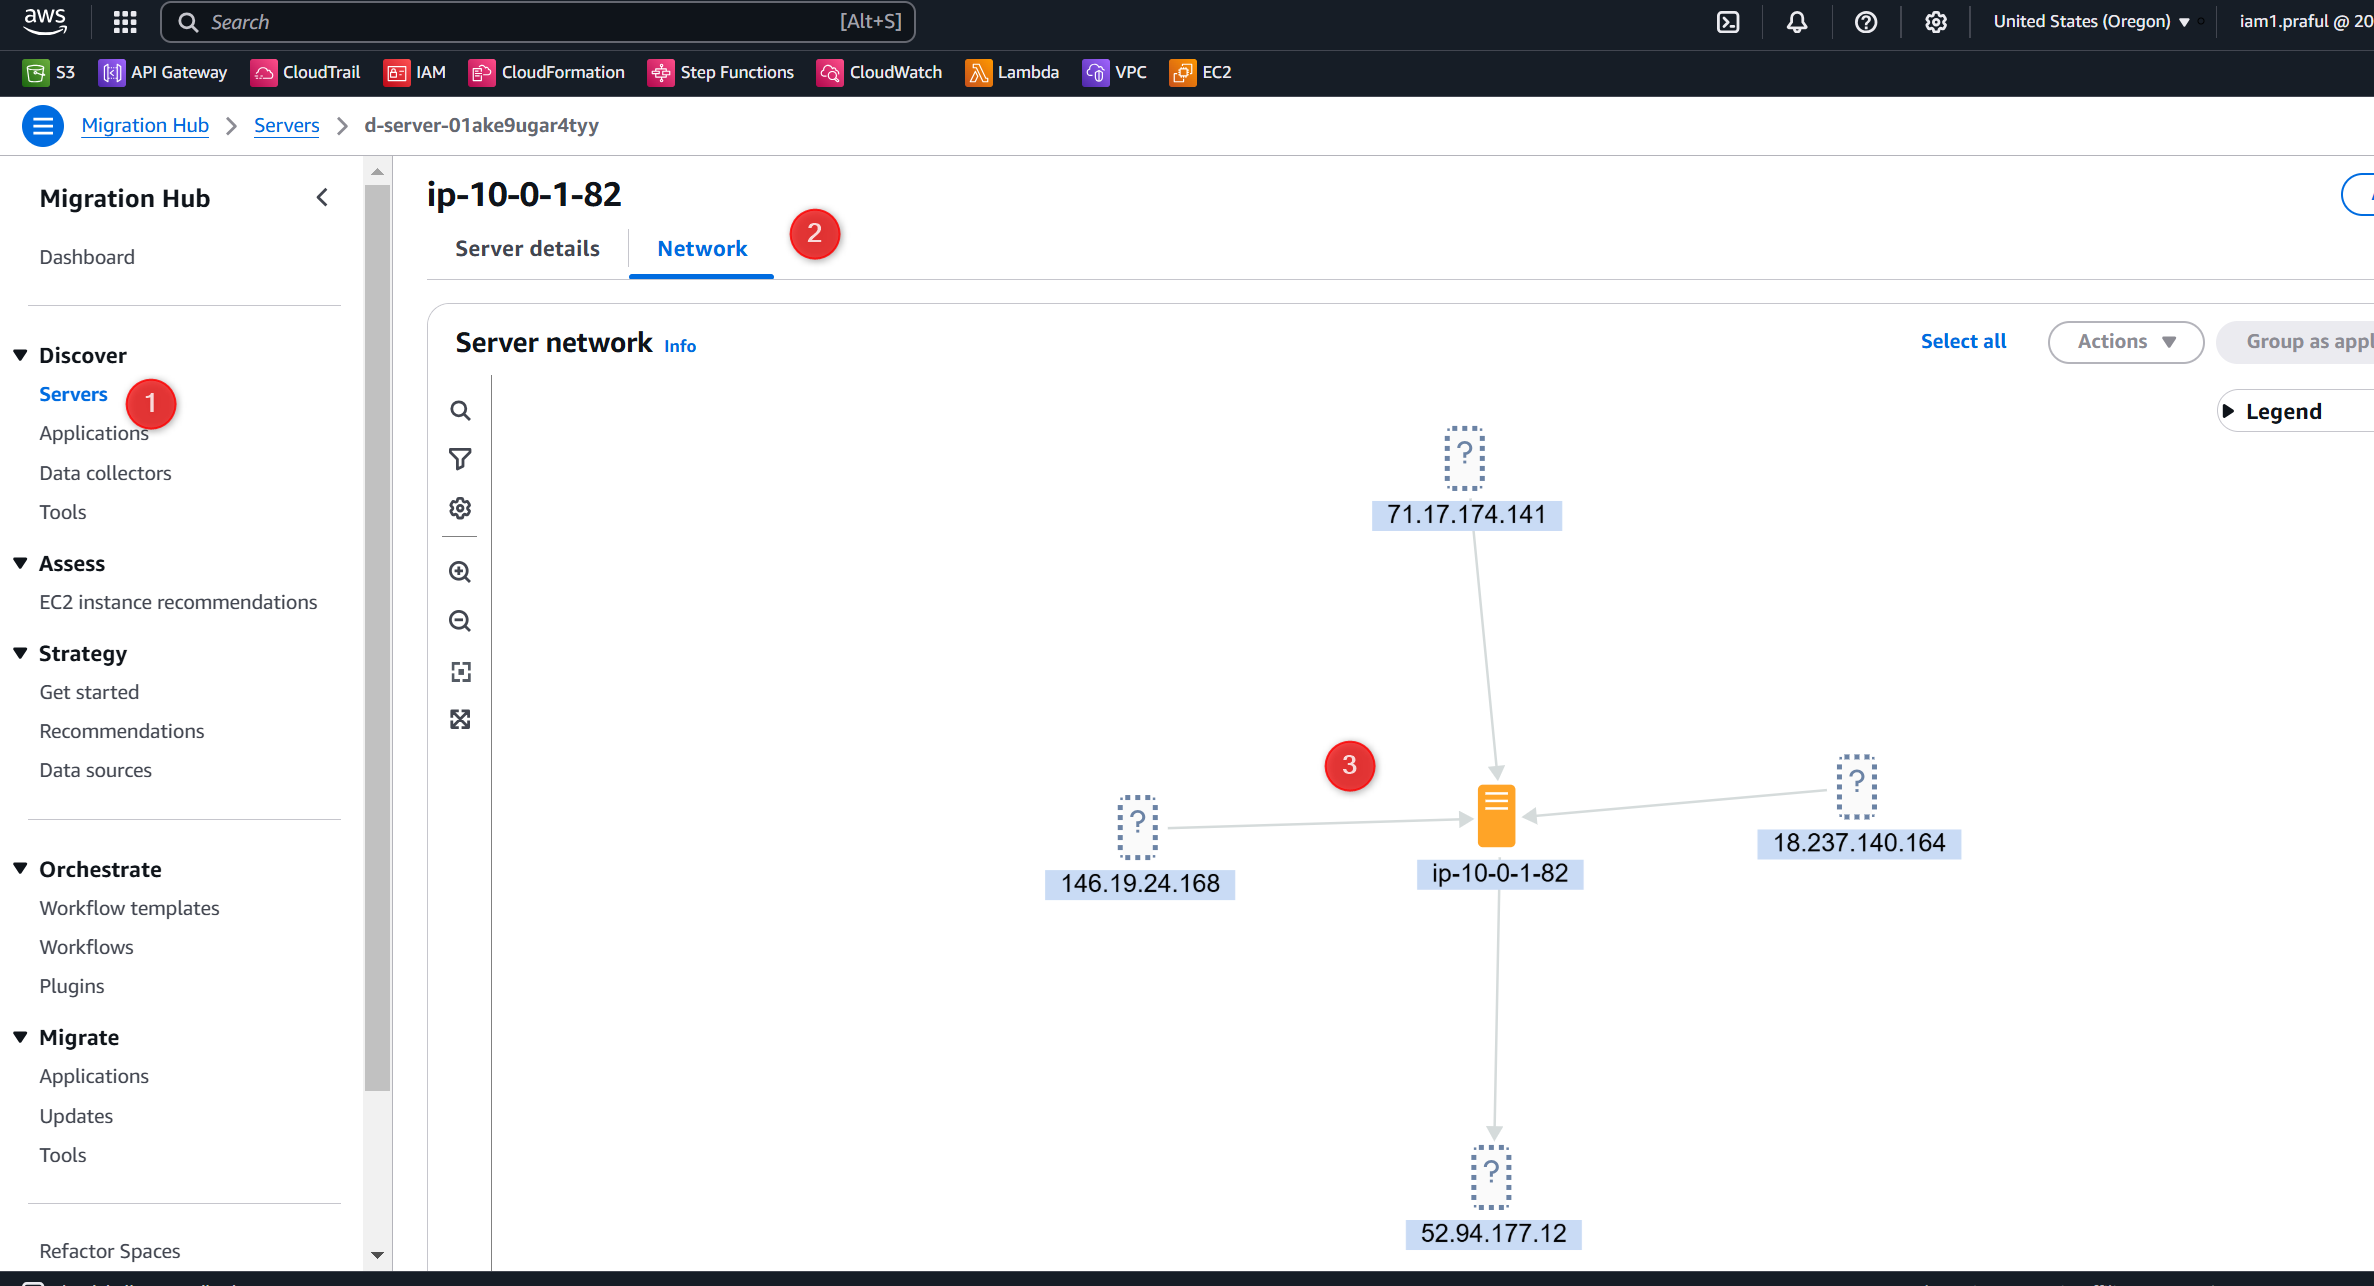 aws
Search [Alt+S]
United States (Oregon) iam1.praful @ 20
S3 API Gateway CloudTrail IAM CloudFormation Step Functions CloudWatch Lambda VPC EC2
Migration Hub Servers d-server-01ake9ugar4tyy
Migration Hub
Dashboard
Discover
Servers
1
Applications
Data collectors
Tools
Assess
EC2 instance recommendations
Strategy
Get started
Recommendations
Data sources
Orchestrate
Workflow templates
Workflows
Plugins
Migrate
Applications
Updates
Tools
Refactor Spaces
ip-10-0-1-82
Server details Network 2
Server network Info Select all Actions Group as appl
Legend
?
71.17.174.141
3
?
18.237.140.164
?
146.19.24.168
ip-10-0-1-82
?
52.94.177.12